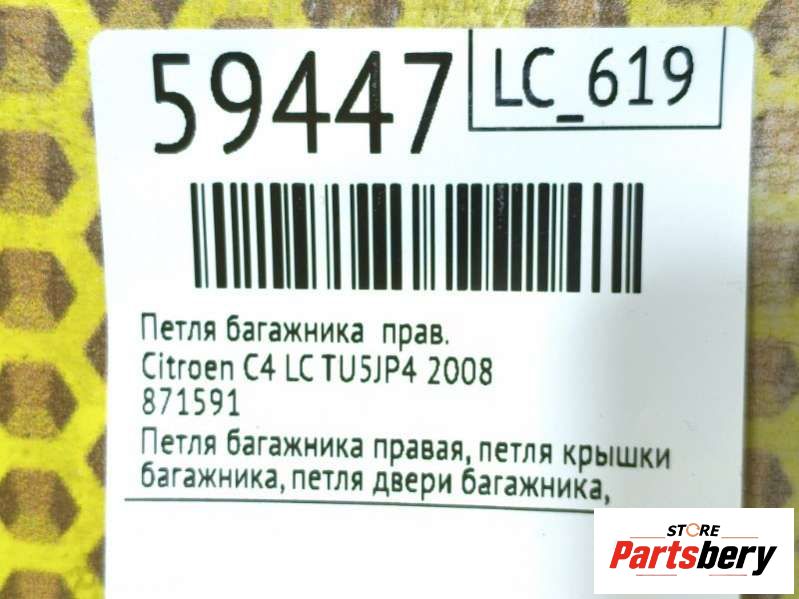 59447
LC_619
Петля багажника прав.
Citroen C4 LC TU5JP4 2008
871591
Петля багажника правая, петля крышки
багажника, петля двери багажника,
STORE
Partsbery